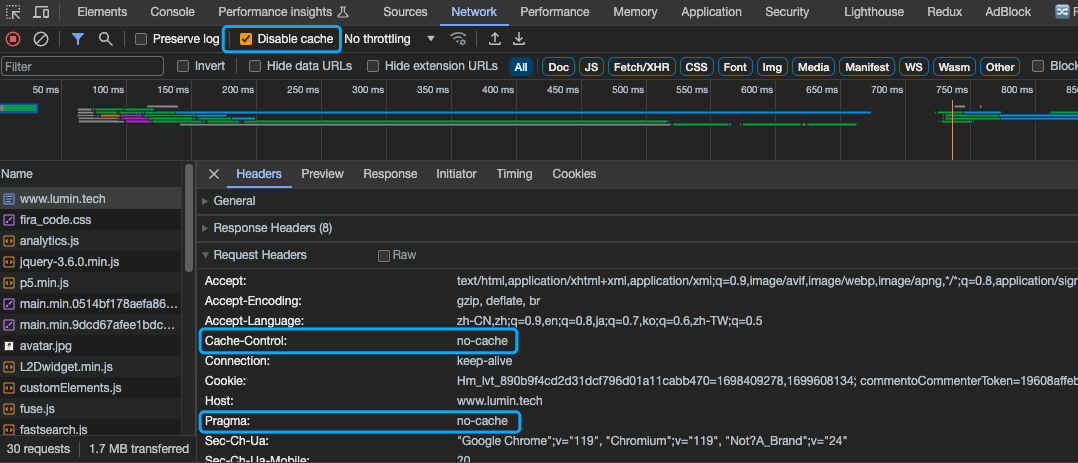 Elements Console Performance insights Sources Network Performance Memory Application Security Lighthouse Redux AdBlock
Preserve log Disable cache No throttling
Filter Invert Hide data URLs Hide extension URLs All Doc JS Fetch/XHR CSS Font Img Media Manifest WS Wasm Other Block
50 ms 100 ms 150 ms 200 ms 250 ms 300 ms 350 ms 400 ms 450 ms 500 ms 550 ms 600 ms 650 ms 700 ms 750 ms 800 ms
Name Headers Preview Response Initiator Timing Cookies
www.lumin.tech
fira_code.css
analytics.js
jquery-3.6.0.min.js
p5.min.js
main.min.0514bf178aefa86...
main.min.9dcd67afee1bdc...
avatar.jpg
L2Dwidget.min.js
customElements.js
fuse.js
fastsearch.js
30 requests 1.7 MB transferred
General
Response Headers (8)
Request Headers Raw
Accept: text/html,application/xhtml+xml,application/xml;q=0.9,image/avif,image/webp,image/apng,*/*;q=0.8,application/sign
Accept-Encoding: gzip, deflate, br
Accept-Language: zh-CN,zh;q=0.9,en;q=0.8,ja;q=0.7,ko;q=0.6,zh-TW;q=0.5
Cache-Control: no-cache
Connection: keep-alive
Cookie: Hm_lvt_890b9f4cd2d31dcf796d01a11cabb470=1698409278,1699608134; commentoCommenterToken=19608affeb
Host: www.lumin.tech
Pragma: no-cache
Sec-Ch-Ua: "Google Chrome";v="119", "Chromium";v="119", "Not?A_Brand";v="24"
Sec-Ch-Ua-Mobile: ?0